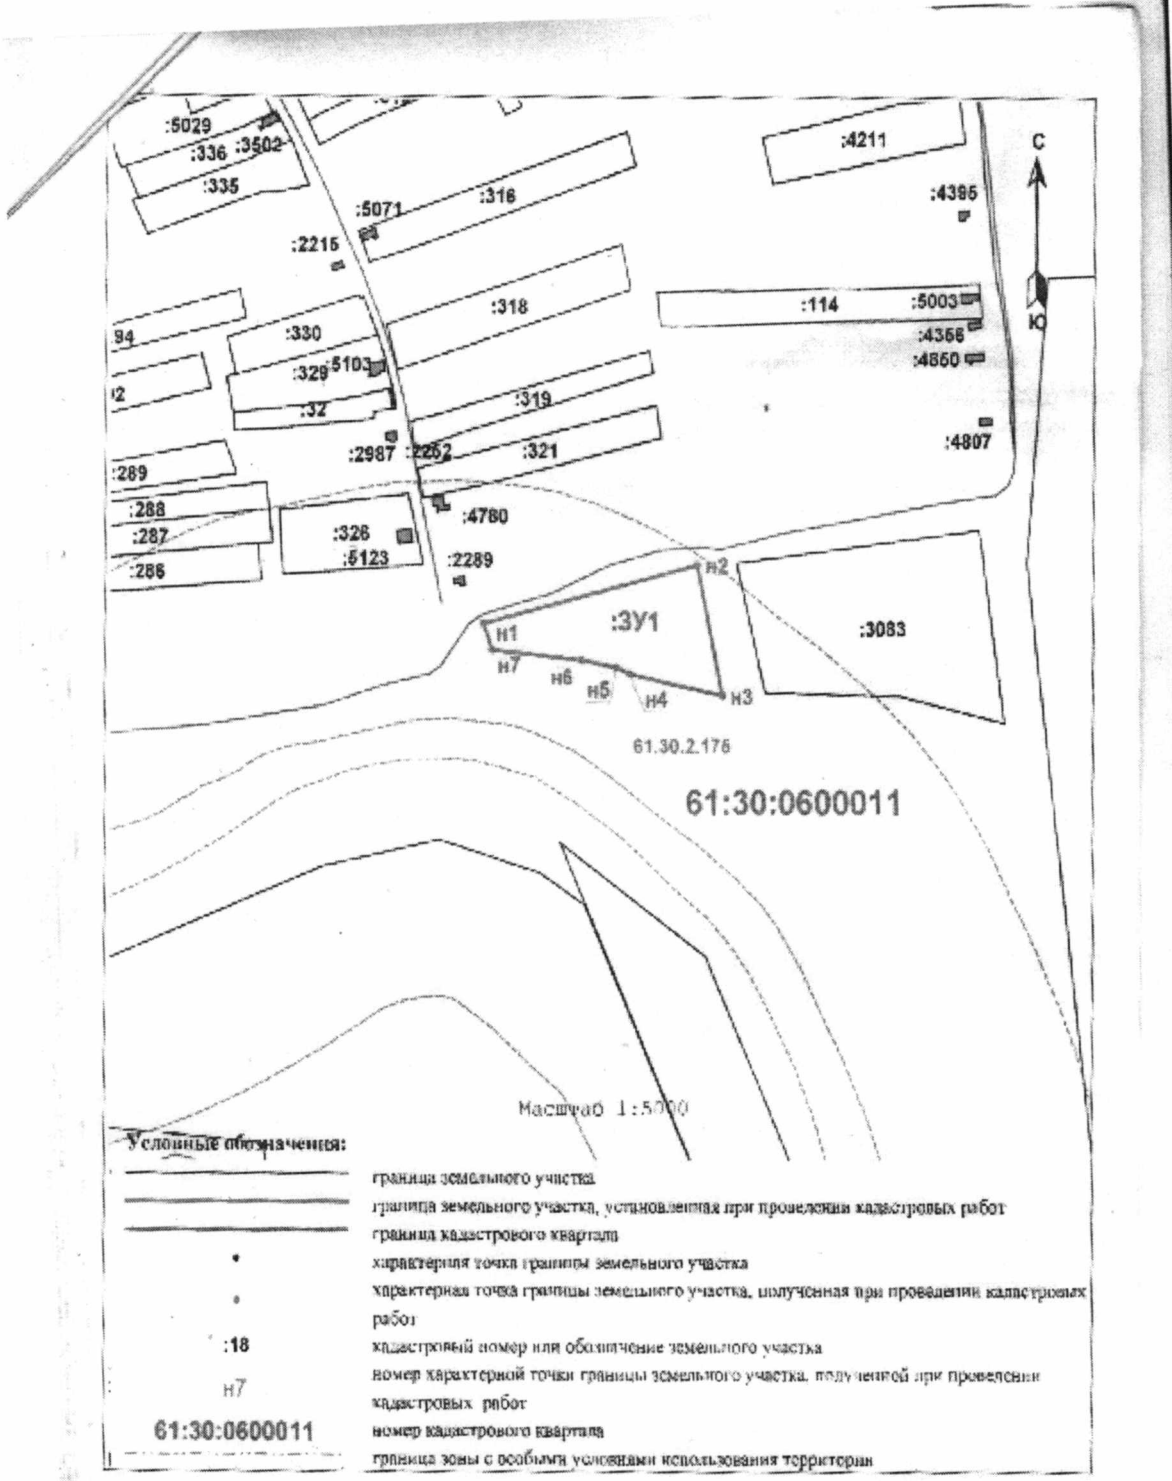 :5029
:336 :3502
:335
:316
:5071
:2215
:4211
С
:4395
Ю
:318
:114
:5003
:4356
:4850
94
:330
:329 :5103
:32
:319
:2987 :2252
:321
:4807
:289
:288
:287
:286
:326
:5123
:4780
:2289
н2
:ЗУ1
н1
:3083
н7
н6
н5
н4
н3
61.30.2.175
61:30:0600011
Масштаб 1:5000
Условные обозначения:
граница земельного участка
граница земельного участка, установленная при проведении кадастровых работ
граница кадастрового квартала
характерная точка границы земельного участка
характерная точка границы земельного участка, полученная при проведении кадастровых
работ
:18 кадастровый номер или обозначение земельного участка
н7 номер характерной точки границы земельного участка, полученной при проведении
кадастровых работ
61:30:0600011 номер кадастрового квартала
граница зоны с особыми условиями использования территории